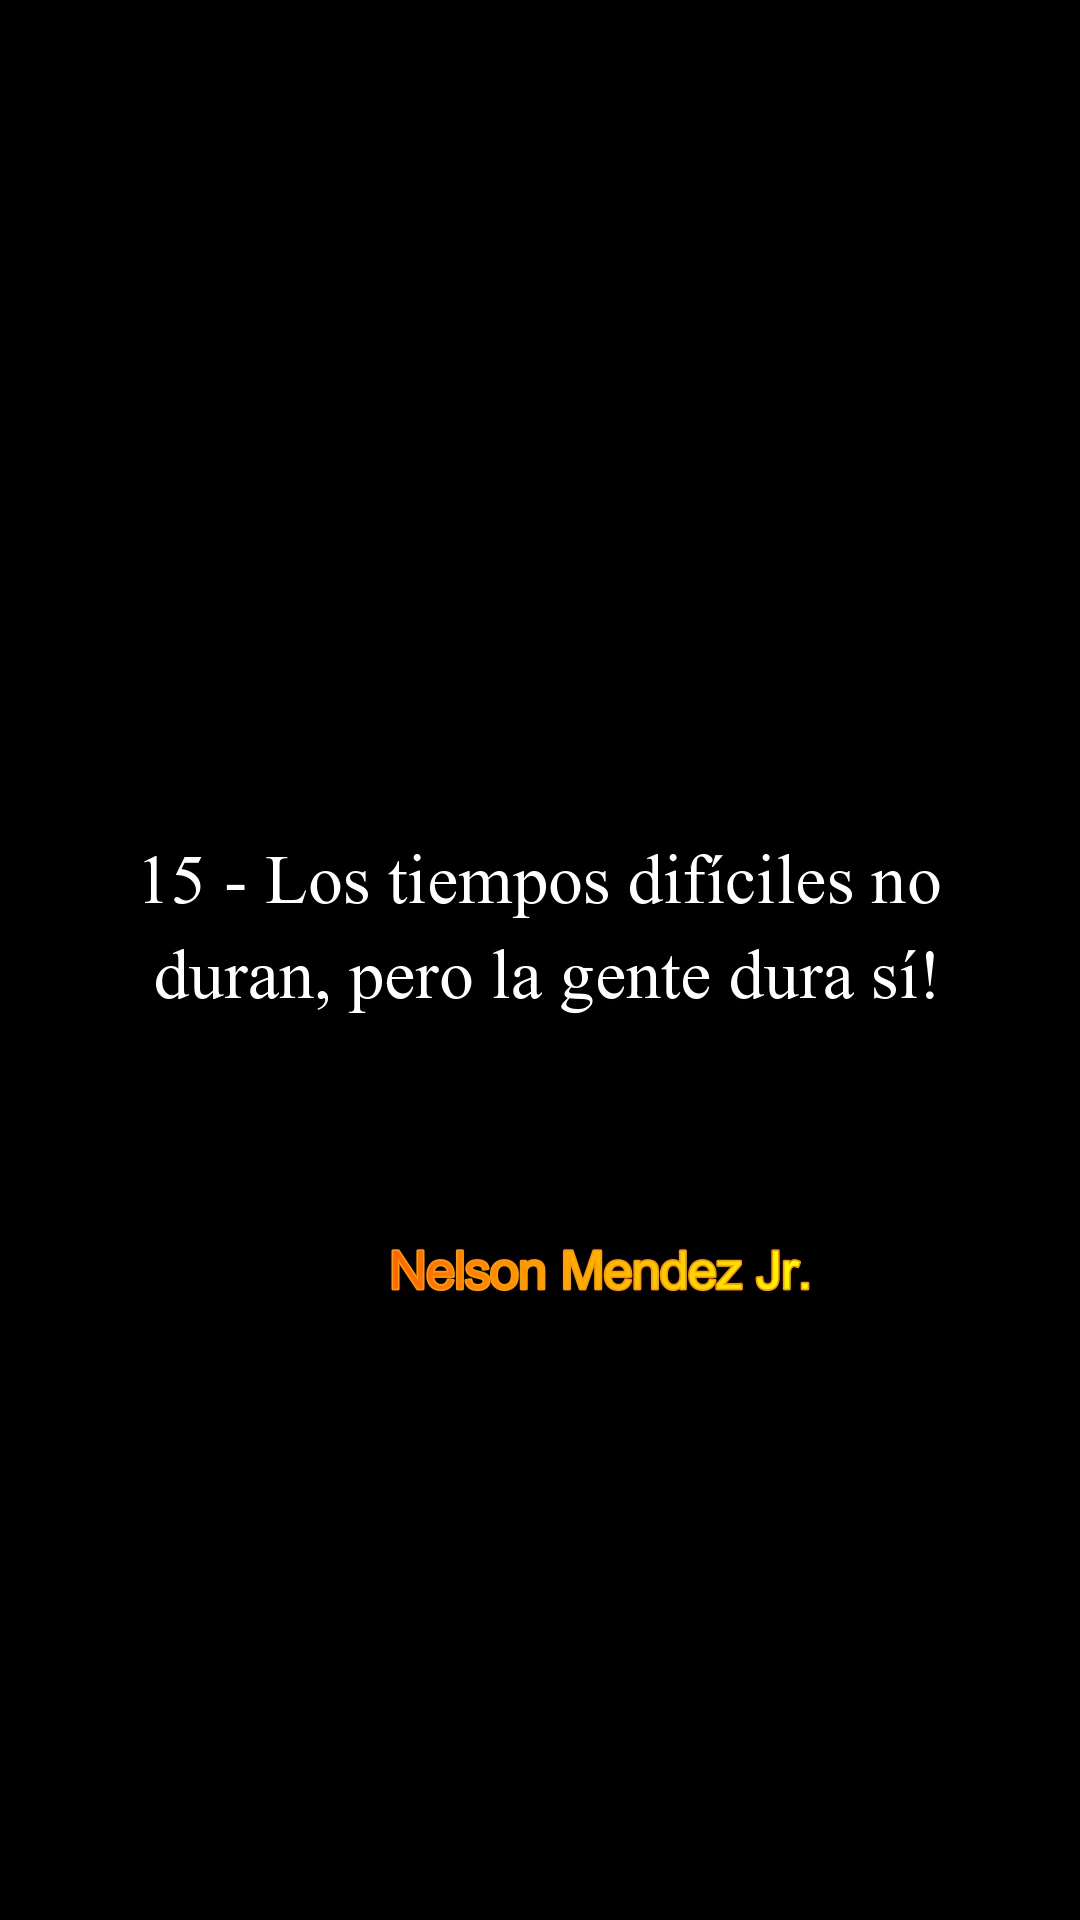 15 - Los tiempos difíciles no
duran, pero la gente dura sí!
Nelson Mendez Jr.